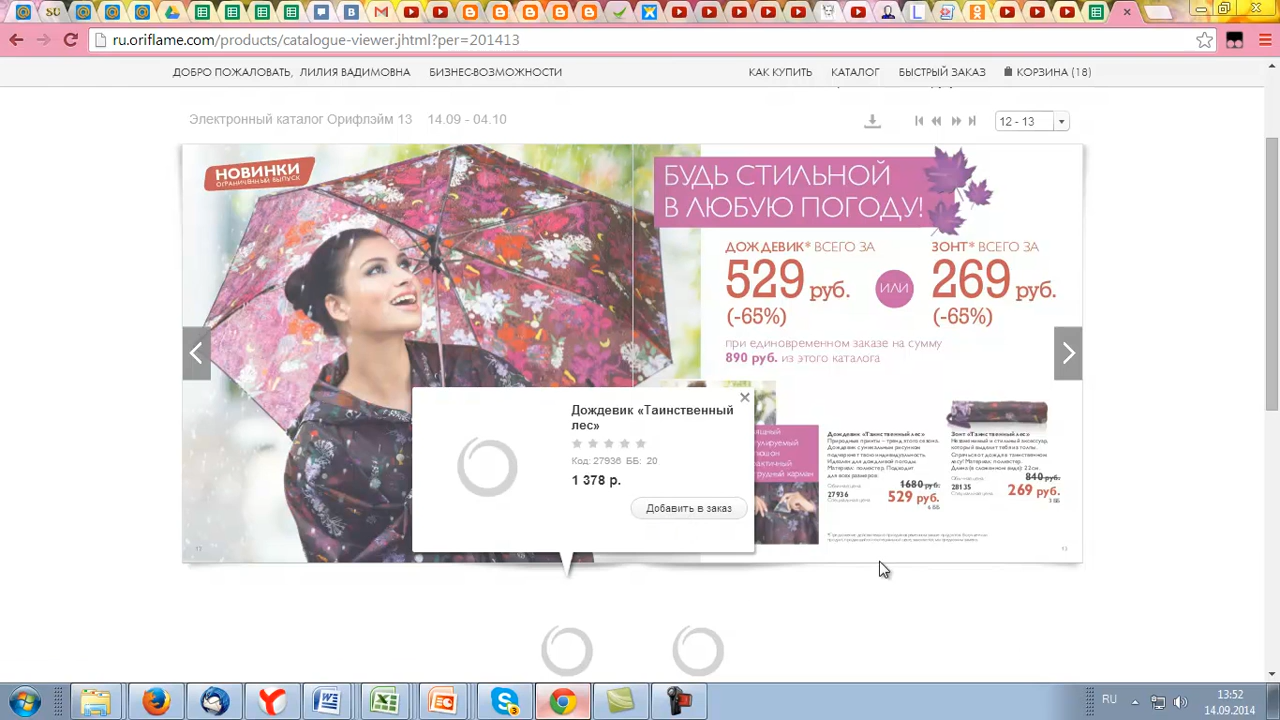 ru.oriflame.com/products/catalogue-viewer.jhtml?per=201413
ДОБРО ПОЖАЛОВАТЬ, ЛИЛИЯ ВАДИМОВНА БИЗНЕС-ВОЗМОЖНОСТИ КАК КУПИТЬ КАТАЛОГ БЫСТРЫЙ ЗАКАЗ КОРЗИНА (18)
Электронный каталог Орифлэйм 13 14.09 - 04.10 12 - 13
НОВИНКИ
ОГРАНИЧЕННЫЙ ВЫПУСК
БУДЬ СТИЛЬНОЙ
В ЛЮБУЮ ПОГОДУ!
ДОЖДЕВИК* ВСЕГО ЗА
529 руб.
(-65%)
ИЛИ
ЗОНТ* ВСЕГО ЗА
269 руб.
(-65%)
при единовременном заказе на сумму
890 руб. из этого каталога
Дождевик «Таинственный
лес»
Код: 27936 ББ: 20
1 378 р.
Добавить в заказ
Дождевик «Таинственный лес»
27936
1680 руб.
529 руб.
Зонт «Таинственный лес»
28135
840 руб.
269 руб.
RU 13:52
14.09.2014